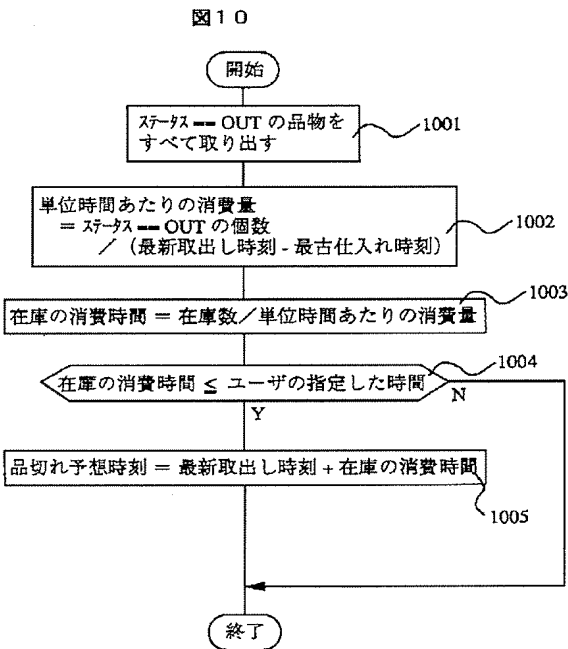 図10
開始
ステータス == OUT の品物を
すべて取り出す
1001
単位時間あたりの消費量
= ステータス == OUT の個数
/ (最新取出し時刻 - 最古仕入れ時刻)
1002
1003
在庫の消費時間 = 在庫数/単位時間あたりの消費量
1004
在庫の消費時間 ≦ ユーザの指定した時間
N
Y
品切れ予想時刻 = 最新取出し時刻 + 在庫の消費時間
1005
終了